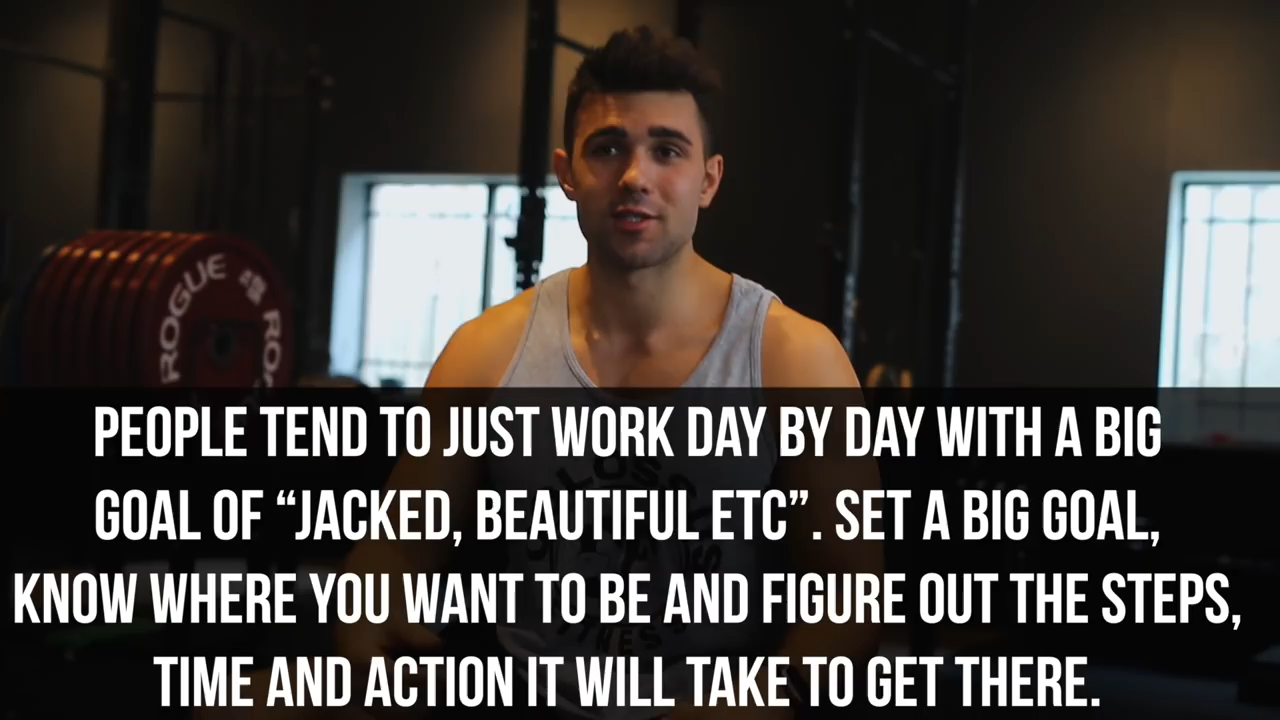 ROGUE
RO
PEOPLE TEND TO JUST WORK DAY BY DAY WITH A BIG
GOAL OF “JACKED, BEAUTIFUL ETC”. SET A BIG GOAL,
KNOW WHERE YOU WANT TO BE AND FIGURE OUT THE STEPS,
TIME AND ACTION IT WILL TAKE TO GET THERE.